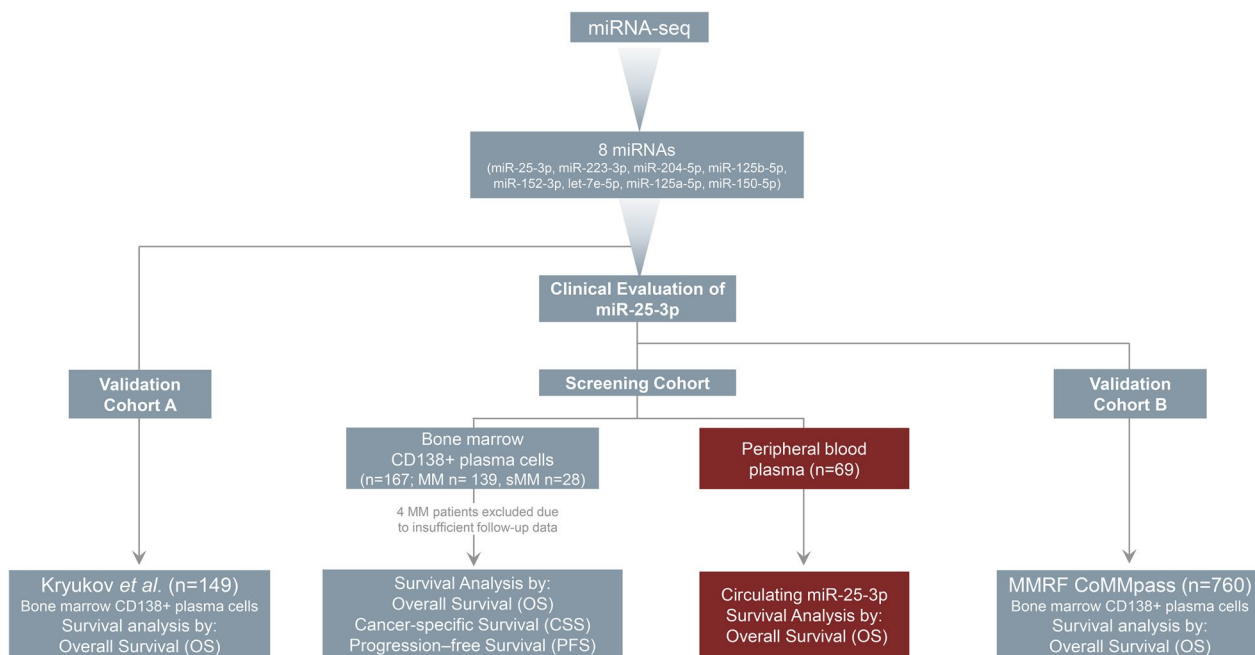 miRNA-seq
8 miRNAs
(miR-25-3p, miR-223-3p, miR-204-5p, miR-125b-5p,
miR-152-3p, let-7e-5p, miR-125a-5p, miR-150-5p)
Clinical Evaluation of
miR-25-3p
Validation
Cohort A
Screening Cohort
Validation
Cohort B
Bone marrow
CD138+ plasma cells
(n=167; MM n= 139, sMM n=28)
Peripheral blood
plasma (n=69)
4 MM patients excluded due
to insufficient follow-up data
Kryukov et al. (n=149)
Bone marrow CD138+ plasma cells
Survival analysis by:
Overall Survival (OS)
Survival Analysis by:
Overall Survival (OS)
Cancer-specific Survival (CSS)
Progression–free Survival (PFS)
Circulating miR-25-3p
Survival Analysis by:
Overall Survival (OS)
MMRF CoMMpass (n=760)
Bone marrow CD138+ plasma cells
Survival analysis by:
Overall Survival (OS)